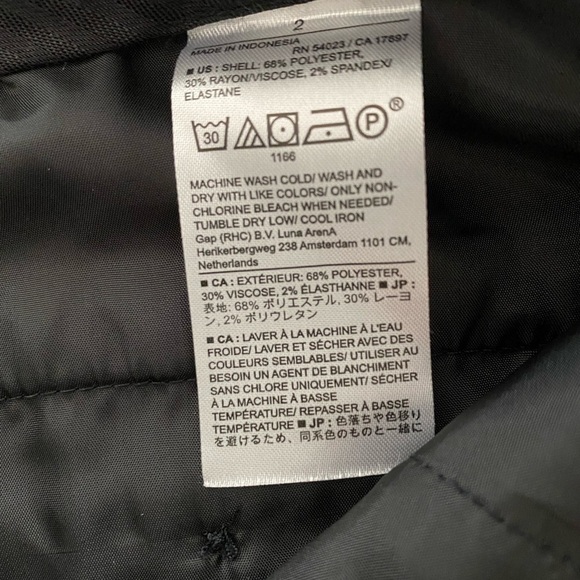 2
MADE IN INDONESIA RN 54023 / CA 17897
■ US : SHELL: 68% POLYESTER,
30% RAYON/VISCOSE, 2% SPANDEX/
ELASTANE
30 P ®
1166
MACHINE WASH COLD/ WASH AND
DRY WITH LIKE COLORS/ ONLY NON-
CHLORINE BLEACH WHEN NEEDED/
TUMBLE DRY LOW/ COOL IRON
Gap (RHC) B.V. Luna ArenA
Herikerbergweg 238 Amsterdam 1101 CM,
Netherlands
■ CA : EXTÉRIEUR: 68% POLYESTER,
30% VISCOSE, 2% ÉLASTHANNE ■ JP :
表地: 68% ポリエステル, 30% レーヨ
ン, 2% ポリウレタン
■ CA : LAVER À LA MACHINE À L'EAU
FROIDE/ LAVER ET SÉCHER AVEC DES
COULEURS SEMBLABLES/ UTILISER AU
BESOIN UN AGENT DE BLANCHIMENT
SANS CHLORE UNIQUEMENT/ SÉCHER
À LA MACHINE À BASSE
TEMPÉRATURE/ REPASSER À BASSE
TEMPÉRATURE ■ JP : 色落ちや色移り
を避けるため、同系色のものと一緒に